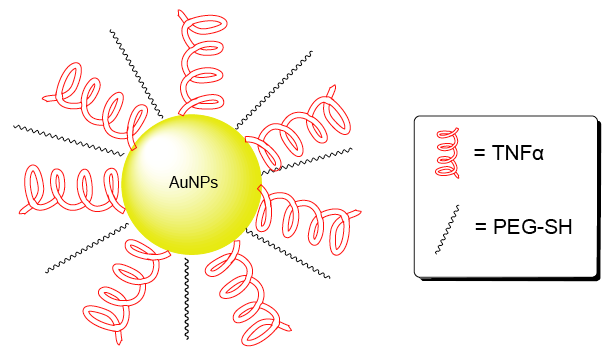 AuNPs
= TNFα
= PEG-SH